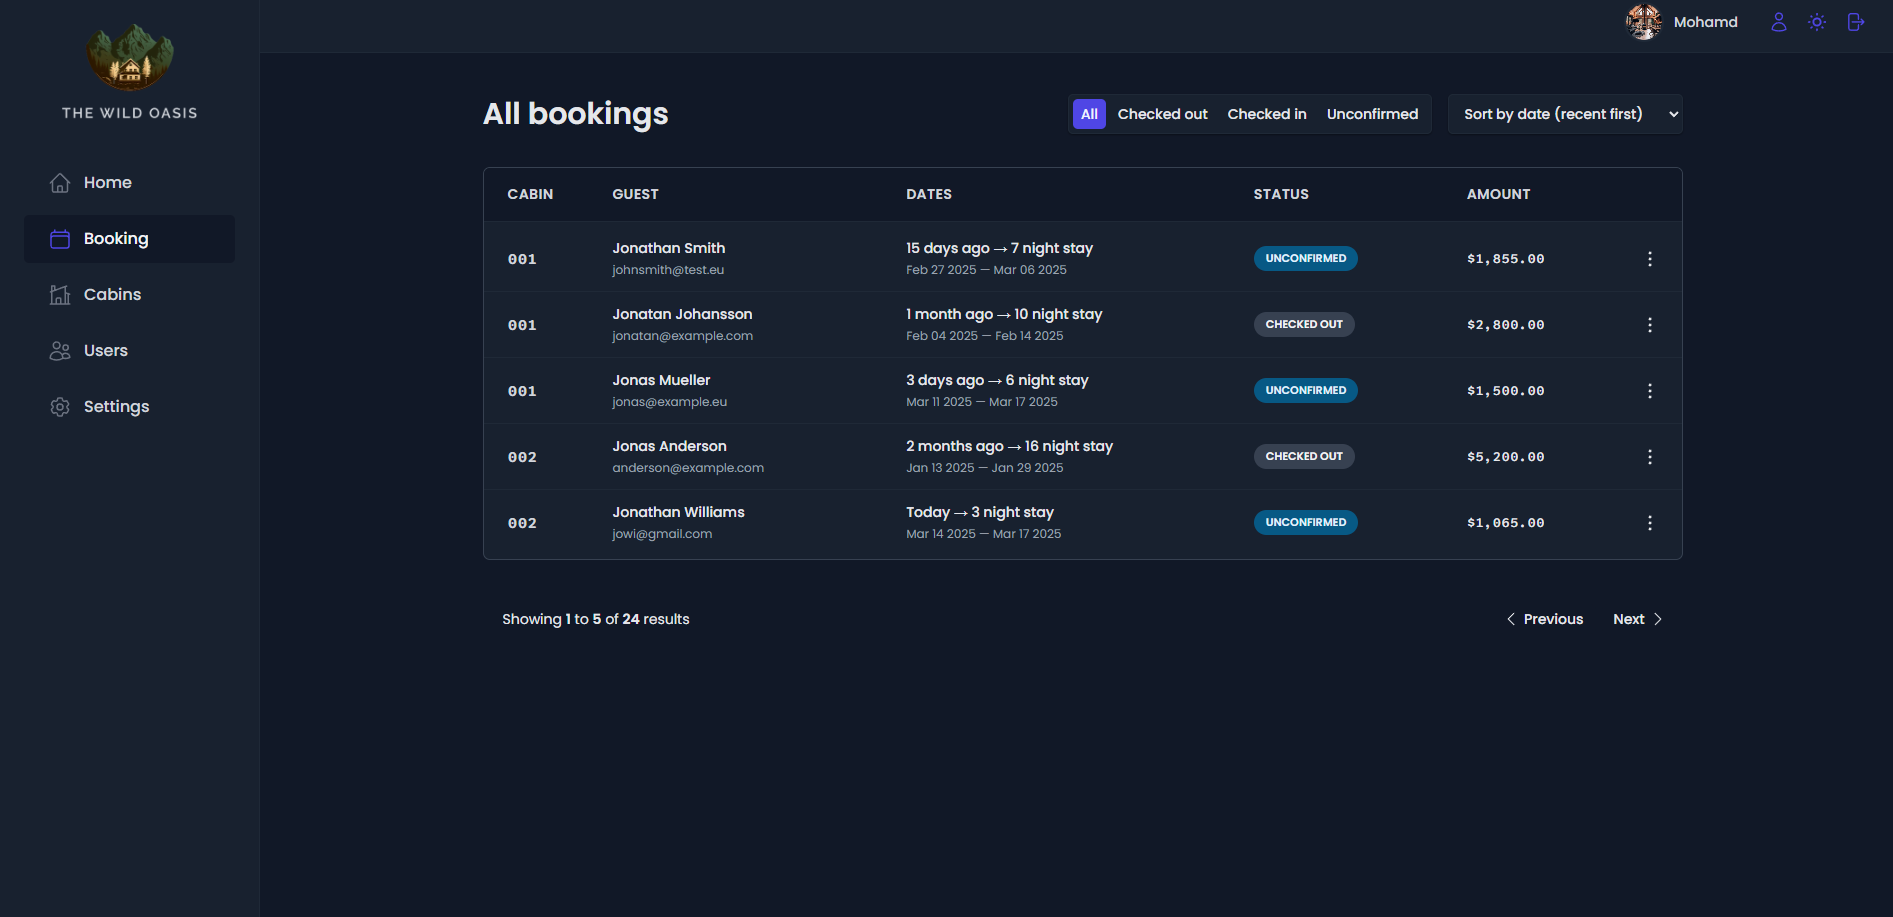 THE WILD OASIS
Home
Booking
Cabins
Users
Settings
Mohamd
All bookings
All Checked out Checked in Unconfirmed
Sort by date (recent first)
CABIN GUEST DATES STATUS AMOUNT
001 Jonathan Smith 15 days ago → 7 night stay UNCONFIRMED $1,855.00
johnsmith@test.eu Feb 27 2025 — Mar 06 2025
001 Jonatan Johansson 1 month ago → 10 night stay CHECKED OUT $2,800.00
jonatan@example.com Feb 04 2025 — Feb 14 2025
001 Jonas Mueller 3 days ago → 6 night stay UNCONFIRMED $1,500.00
jonas@example.eu Mar 11 2025 — Mar 17 2025
002 Jonas Anderson 2 months ago → 16 night stay CHECKED OUT $5,200.00
anderson@example.com Jan 13 2025 — Jan 29 2025
002 Jonathan Williams Today → 3 night stay UNCONFIRMED $1,065.00
jowi@gmail.com Mar 14 2025 — Mar 17 2025
Showing 1 to 5 of 24 results
Previous Next